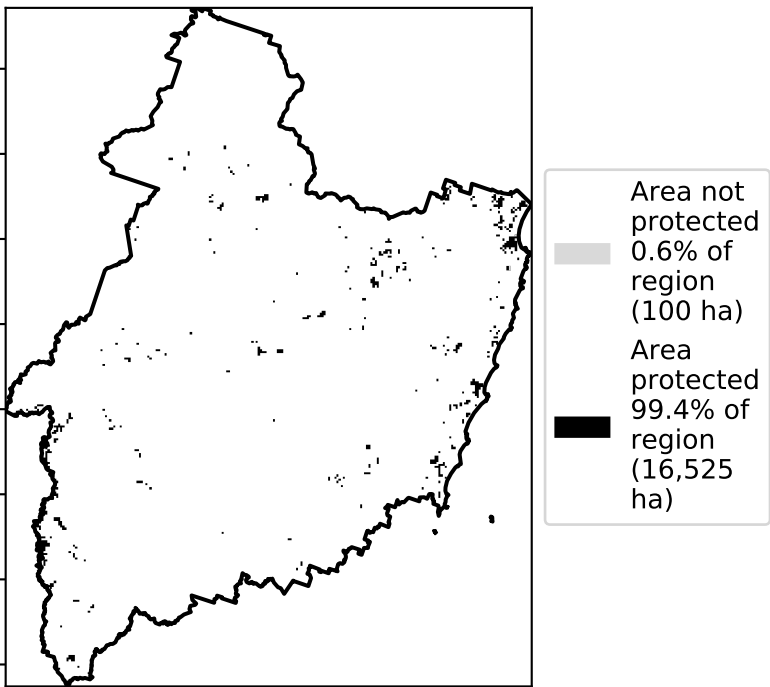 Area not
protected
0.6% of
region
(100 ha)
Area
protected
99.4% of
region
(16,525
ha)